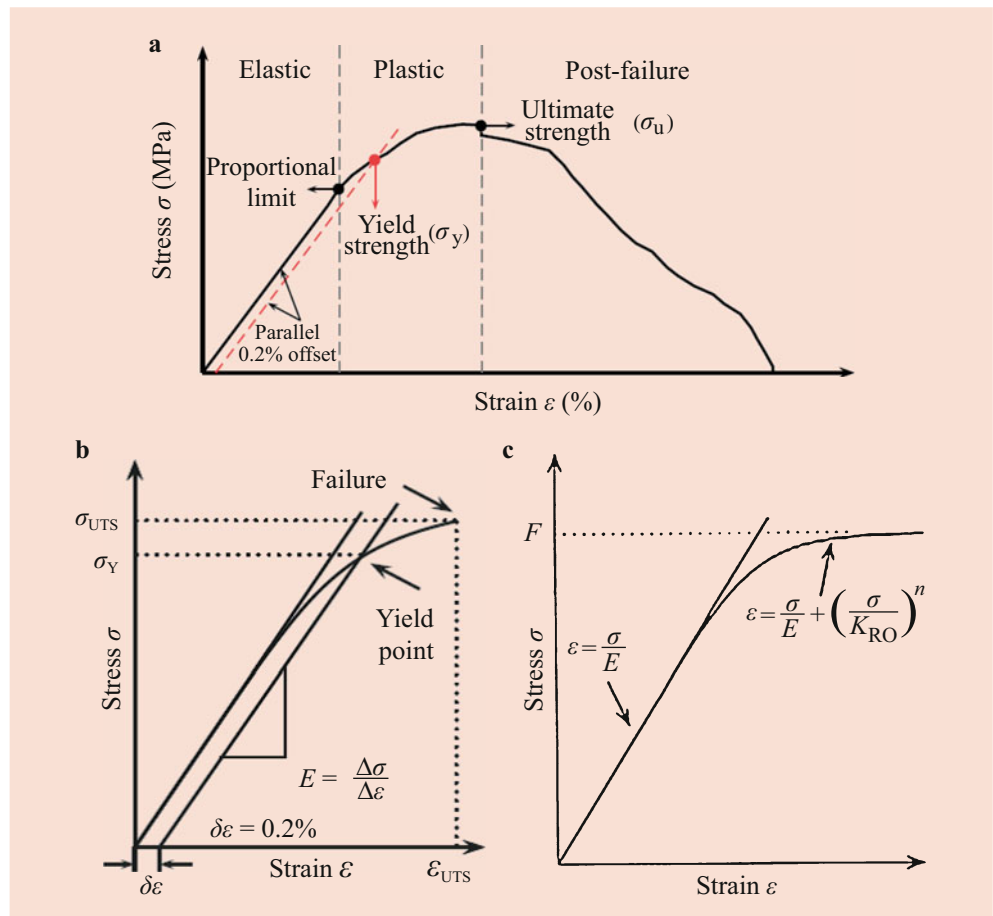 a
Elastic
Plastic
Post-failure
Ultimate
strength (σu)
Proportional
limit
Yield
strength (σy)
Parallel
0.2% offset
Stress σ (MPa)
Strain ε (%)
b
Failure
σUTS
σY
Yield
point
Stress σ
E = Δσ/Δε
δε = 0.2%
Strain ε
εUTS
δε
c
F
ε = σ/E + (σ/KRO)^n
ε = σ/E
Stress σ
Strain ε